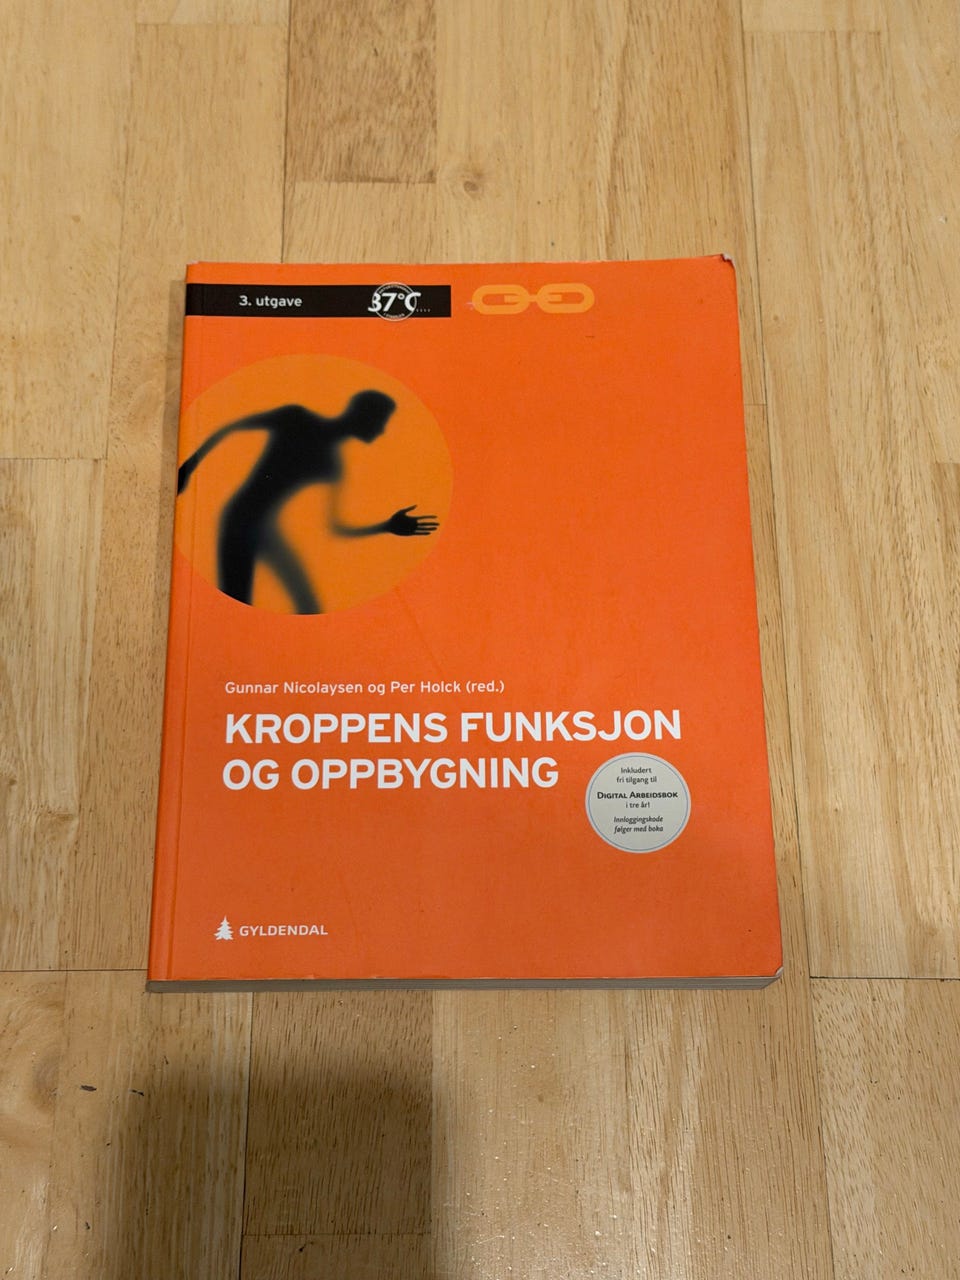 3. utgave
37°C
Gunnar Nicolaysen og Per Holck (red.)
KROPPENS FUNKSJON
OG OPPBYGNING
Inkludert
fri tilgang til
DIGITAL ARBEIDSBOK
i tre år!
Innloggingskode
følger med boka
GYLDENDAL